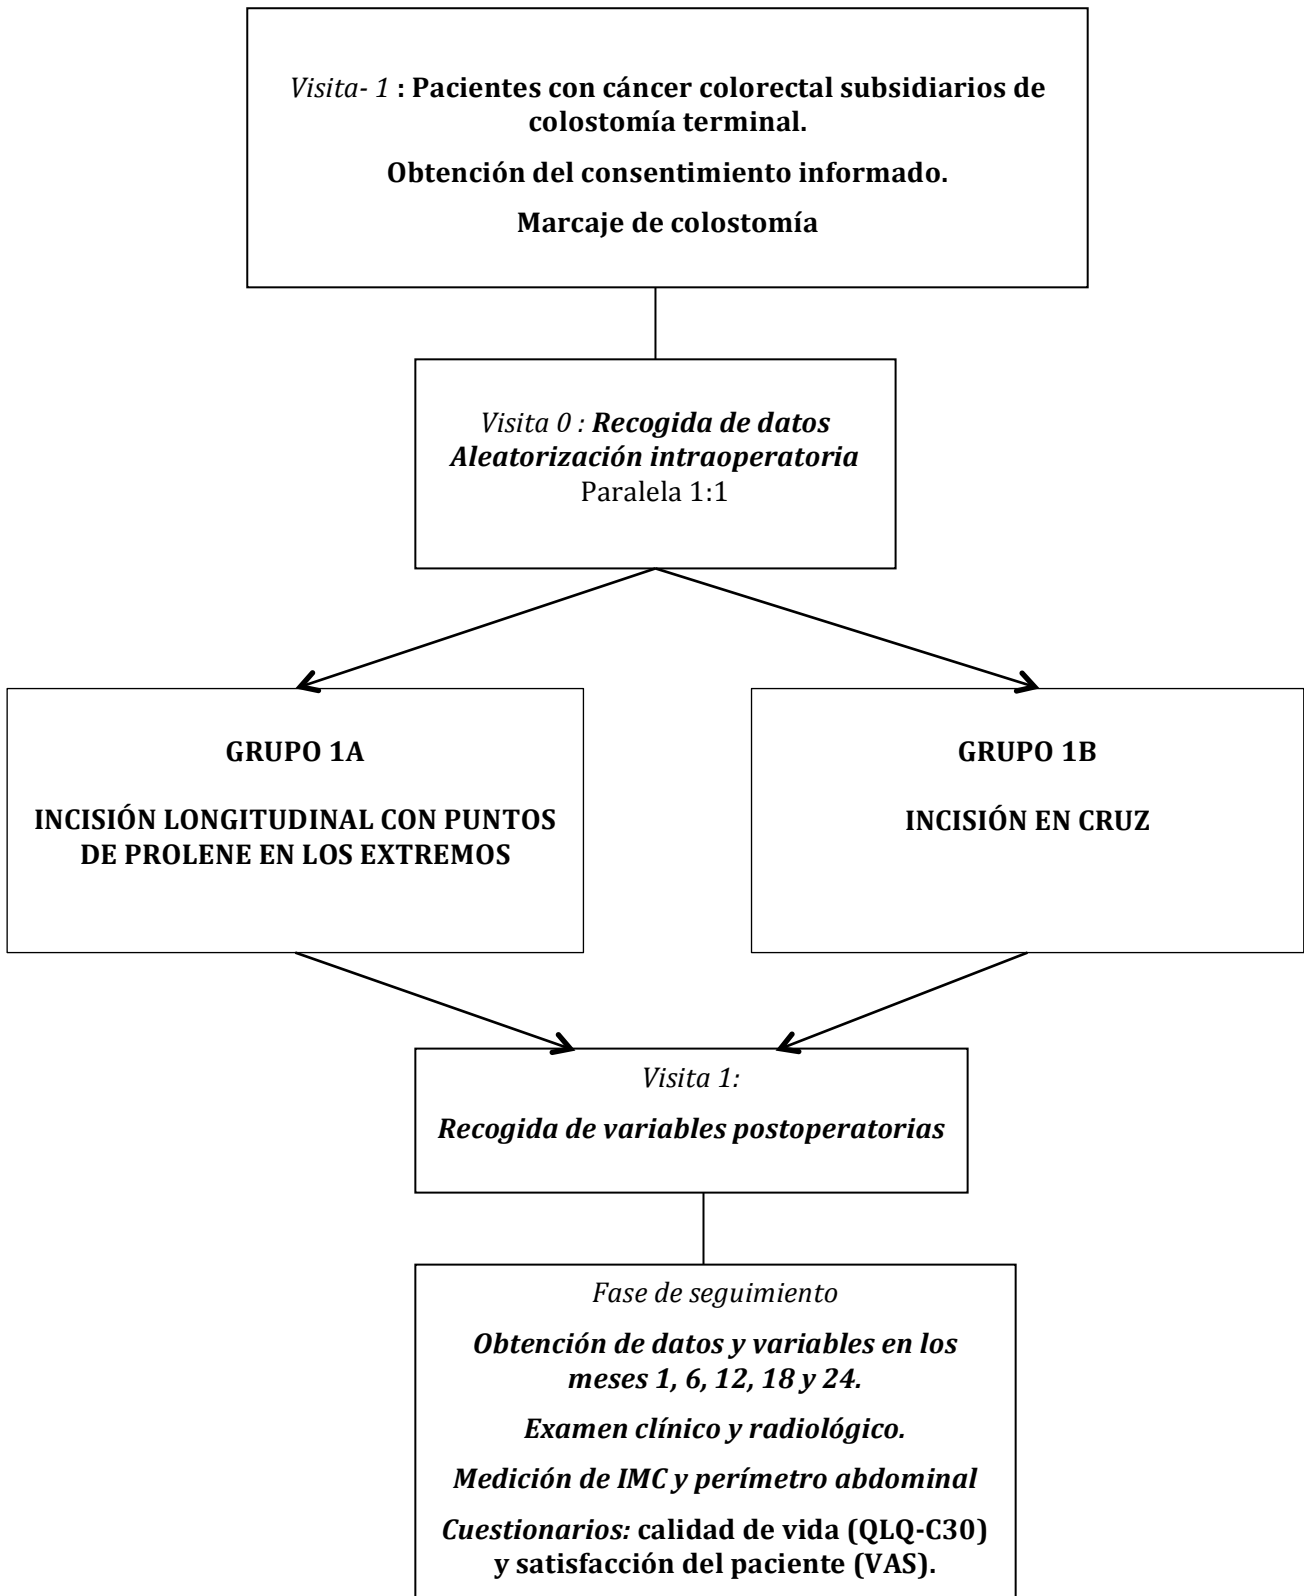 Visita- 1 : Pacientes con cáncer colorectal subsidiarios de
colostomía terminal.
Obtención del consentimiento informado.
Marcaje de colostomía
Visita 0 : Recogida de datos
Aleatorización intraoperatoria
Paralela 1:1
GRUPO 1A
INCISIÓN LONGITUDINAL CON PUNTOS
DE PROLENE EN LOS EXTREMOS
GRUPO 1B
INCISIÓN EN CRUZ
Visita 1:
Recogida de variables postoperatorias
Fase de seguimiento
Obtención de datos y variables en los
meses 1, 6, 12, 18 y 24.
Examen clínico y radiológico.
Medición de IMC y perímetro abdominal
Cuestionarios: calidad de vida (QLQ-C30)
y satisfacción del paciente (VAS).